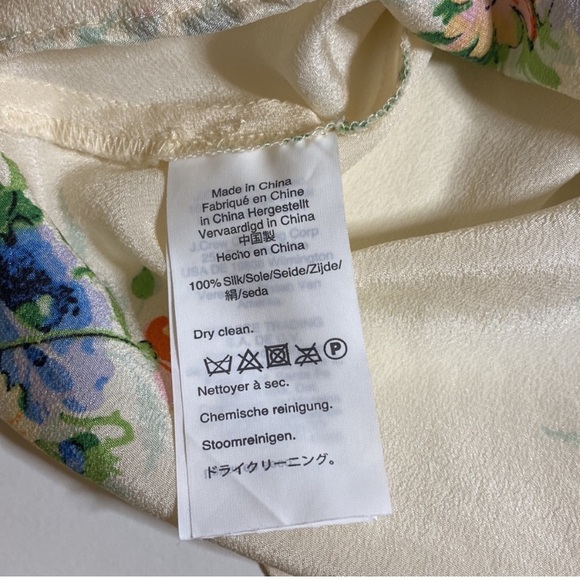 Made in China
Fabriqué en Chine
in China Hergestellt
Vervaardigd in China
中国製
Hecho en China
100% Silk/Sole/Seide/Zijde/
絹/seda
Dry clean.
P
Nettoyer à sec.
Chemische reinigung.
Stoomreinigen.
ドライクリーニング。